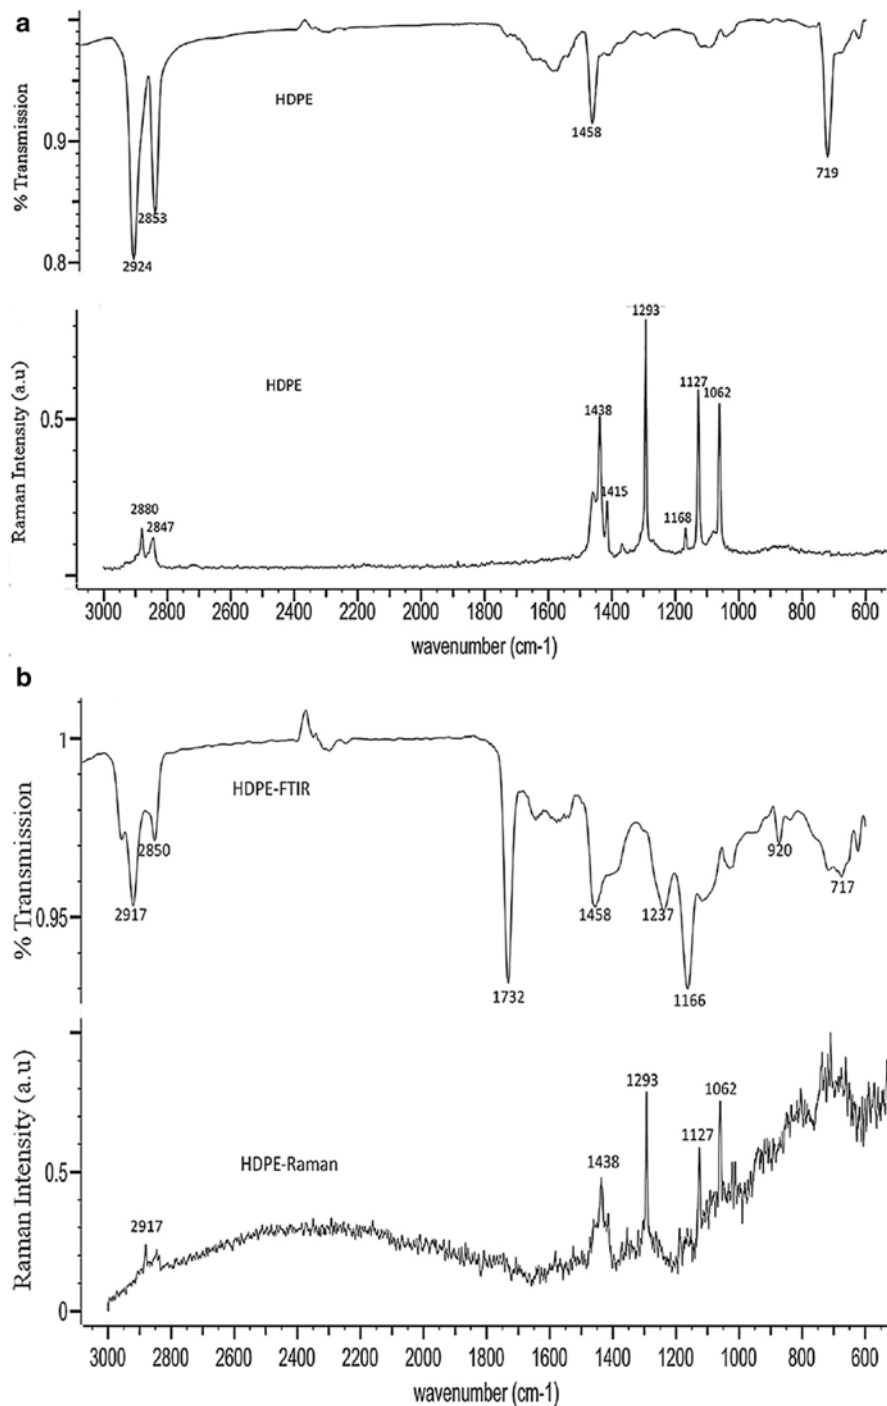 a
% Transmission
HDPE
0.9
0.8
2924
2853
1458
719
Raman Intensity (a.u)
HDPE
0.5
2880
2847
1438
1415
1293
1168
1127
1062
3000 2800 2600 2400 2200 2000 1800 1600 1400 1200 1000 800 600
wavenumber (cm-1)
b
% Transmission
HDPE-FTIR
1
0.95
2917
2850
1732
1458
1237
1166
920
717
Raman Intensity (a.u)
HDPE-Raman
0.5
0
2917
1438
1293
1127
1062
3000 2800 2600 2400 2200 2000 1800 1600 1400 1200 1000 800 600
wavenumber (cm-1)